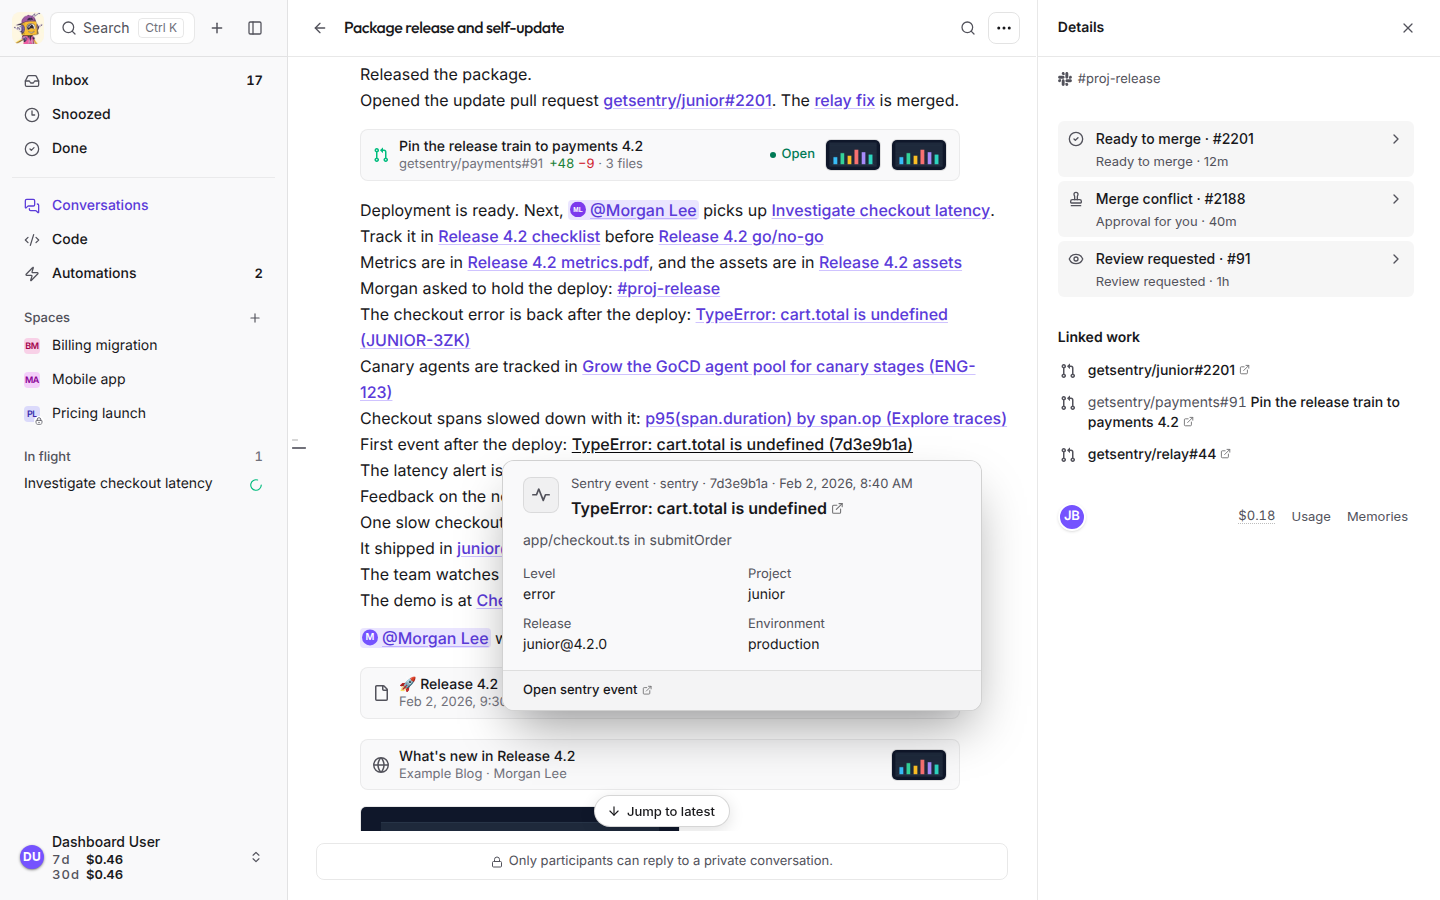 Search Ctrl K
Inbox 17
Snoozed
Done
Conversations
Code
Automations 2
Spaces
BM Billing migration
MA Mobile app
PL Pricing launch
In flight 1
Investigate checkout latency
DU Dashboard User
7d $0.46
30d $0.46
Package release and self-update
Released the package.
Opened the update pull request getsentry/junior#2201. The relay fix is merged.
Pin the release train to payments 4.2
getsentry/payments#91 +48 −9 · 3 files
Open
Deployment is ready. Next, ML @Morgan Lee picks up Investigate checkout latency.
Track it in Release 4.2 checklist before Release 4.2 go/no-go
Metrics are in Release 4.2 metrics.pdf, and the assets are in Release 4.2 assets
Morgan asked to hold the deploy: #proj-release
The checkout error is back after the deploy: TypeError: cart.total is undefined
(JUNIOR-3ZK)
Canary agents are tracked in Grow the GoCD agent pool for canary stages (ENG-
123)
Checkout spans slowed down with it: p95(span.duration) by span.op (Explore traces)
First event after the deploy: TypeError: cart.total is undefined (7d3e9b1a)
The latency alert is
Feedback on the
One slow checkout
It shipped in junior
The team watches
The demo is at
M @Morgan Lee
Sentry event · sentry · 7d3e9b1a · Feb 2, 2026, 8:40 AM
TypeError: cart.total is undefined
app/checkout.ts in submitOrder
Level
error
Project
junior
Release
junior@4.2.0
Environment
production
Open sentry event
🚀 Release 4.2
Feb 2, 2026,
What's new in Release 4.2
Example Blog · Morgan Lee
Jump to latest
Only participants can reply to a private conversation.
Details
#proj-release
Ready to merge · #2201
Ready to merge · 12m
Merge conflict · #2188
Approval for you · 40m
Review requested · #91
Review requested · 1h
Linked work
getsentry/junior#2201
getsentry/payments#91 Pin the release train to
payments 4.2
getsentry/relay#44
JB $0.18 Usage Memories